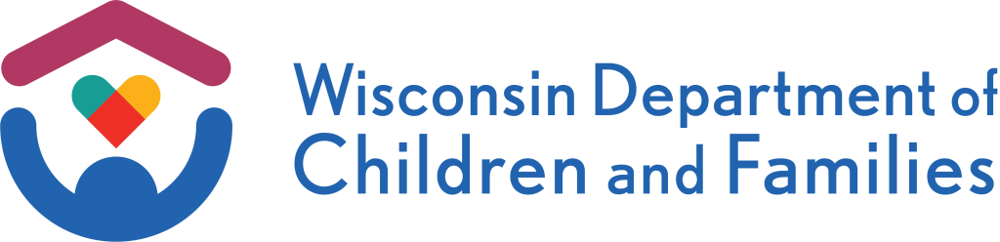 Wisconsin Department of
Children and Families